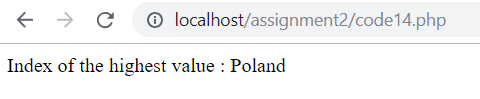 localhost/assignment2/code14.php
Index of the highest value : Poland